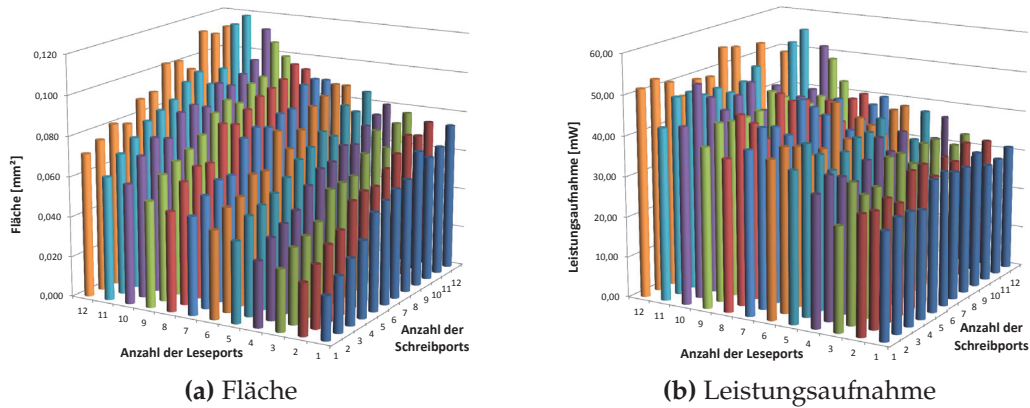 Fläche [mm²]
0,120
0,100
0,080
0,060
0,040
0,020
0,000
12 11 10 9 8 7 6 5 4 3 2 1
Anzahl der Leseports
1 2 3 4 5 6 7 8 9 10 11 12
Anzahl der
Schreibports
(a) Fläche
Leistungsaufnahme [mW]
60,00
50,00
40,00
30,00
20,00
10,00
0,00
12 11 10 9 8 7 6 5 4 3 2 1
Anzahl der Leseports
1 2 3 4 5 6 7 8 9 10 11 12
Anzahl der
Schreibports
(b) Leistungsaufnahme